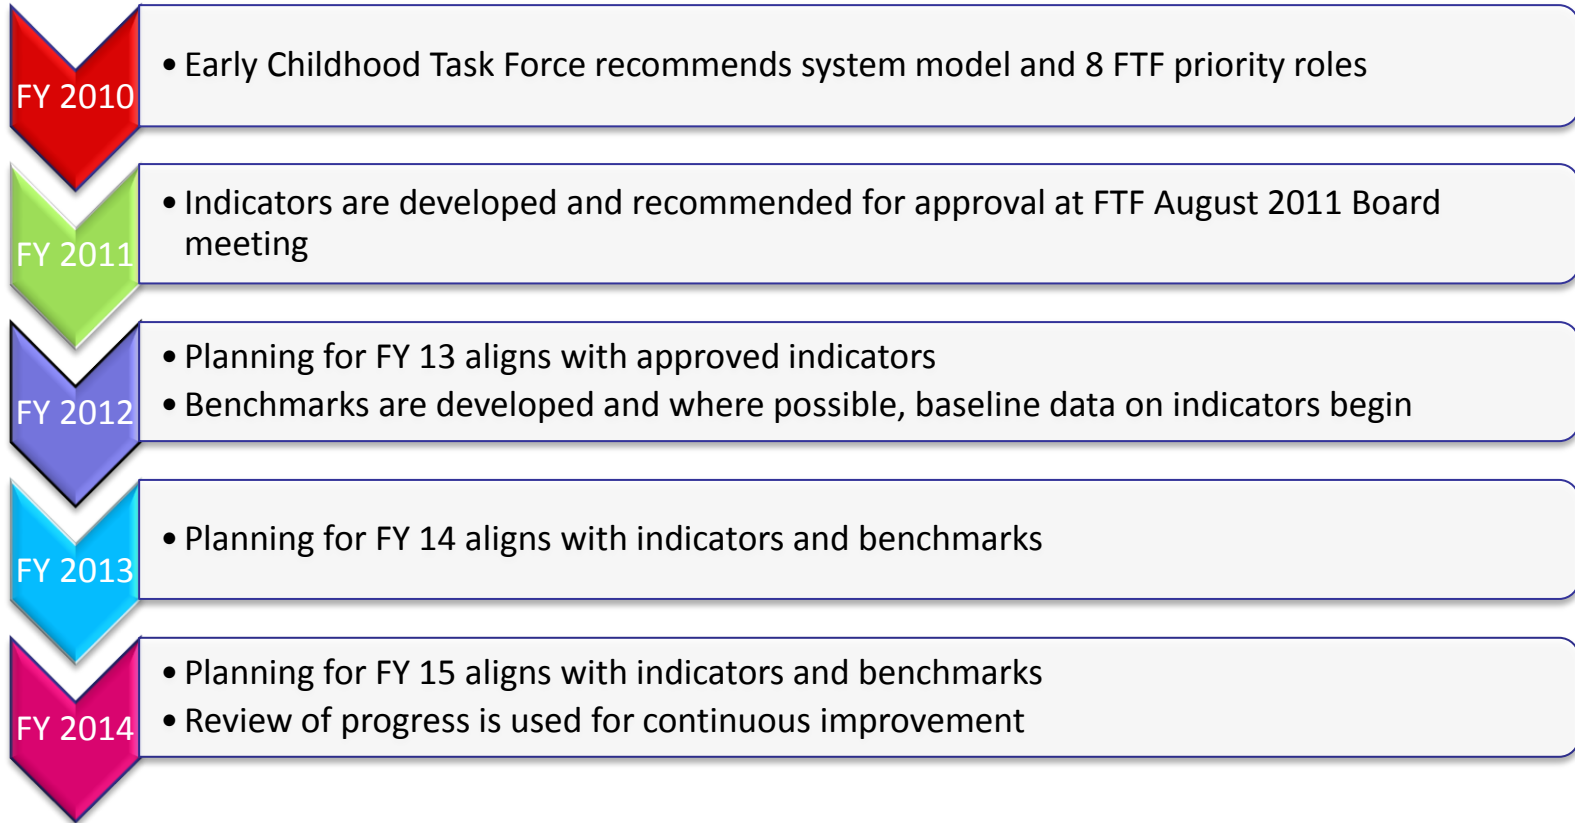 FY 2010
• Early Childhood Task Force recommends system model and 8 FTF priority roles
FY 2011
• Indicators are developed and recommended for approval at FTF August 2011 Board
meeting
FY 2012
• Planning for FY 13 aligns with approved indicators
• Benchmarks are developed and where possible, baseline data on indicators begin
FY 2013
• Planning for FY 14 aligns with indicators and benchmarks
FY 2014
• Planning for FY 15 aligns with indicators and benchmarks
• Review of progress is used for continuous improvement